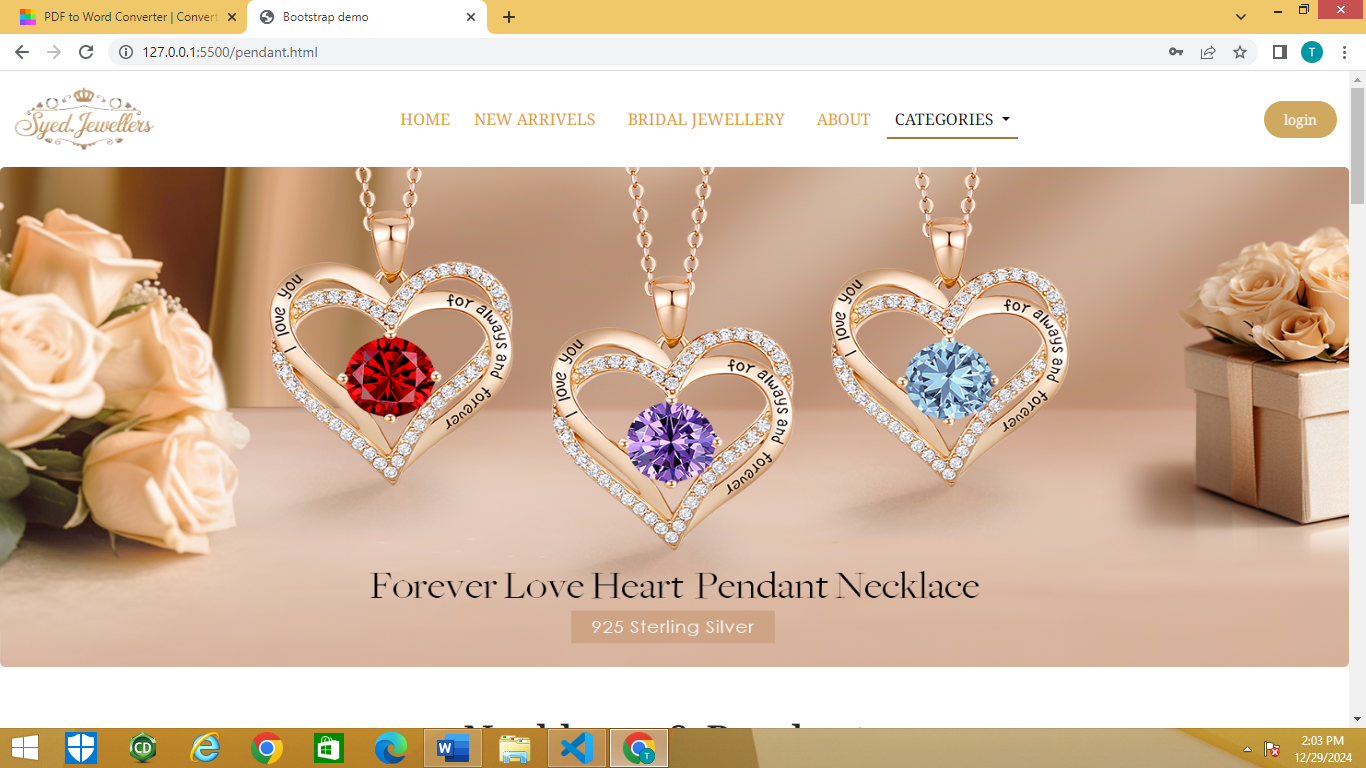 PDF to Word Converter | Convert
Bootstrap demo
127.0.0.1:5500/pendant.html
T
Syed Jewellers
HOME
NEW ARRIVELS
BRIDAL JEWELLERY
ABOUT
CATEGORIES
login
I love you for always and forever
I love you for always and forever
I love you for always and forever
Forever Love Heart Pendant Necklace
925 Sterling Silver
CD
W
T
2:03 PM
12/29/2024